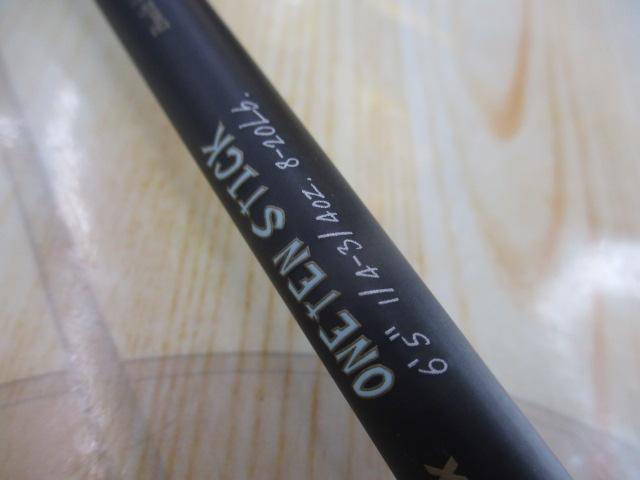 ONETEN STICK
6'5" 1/4-3/4oz. 8-20Lb.